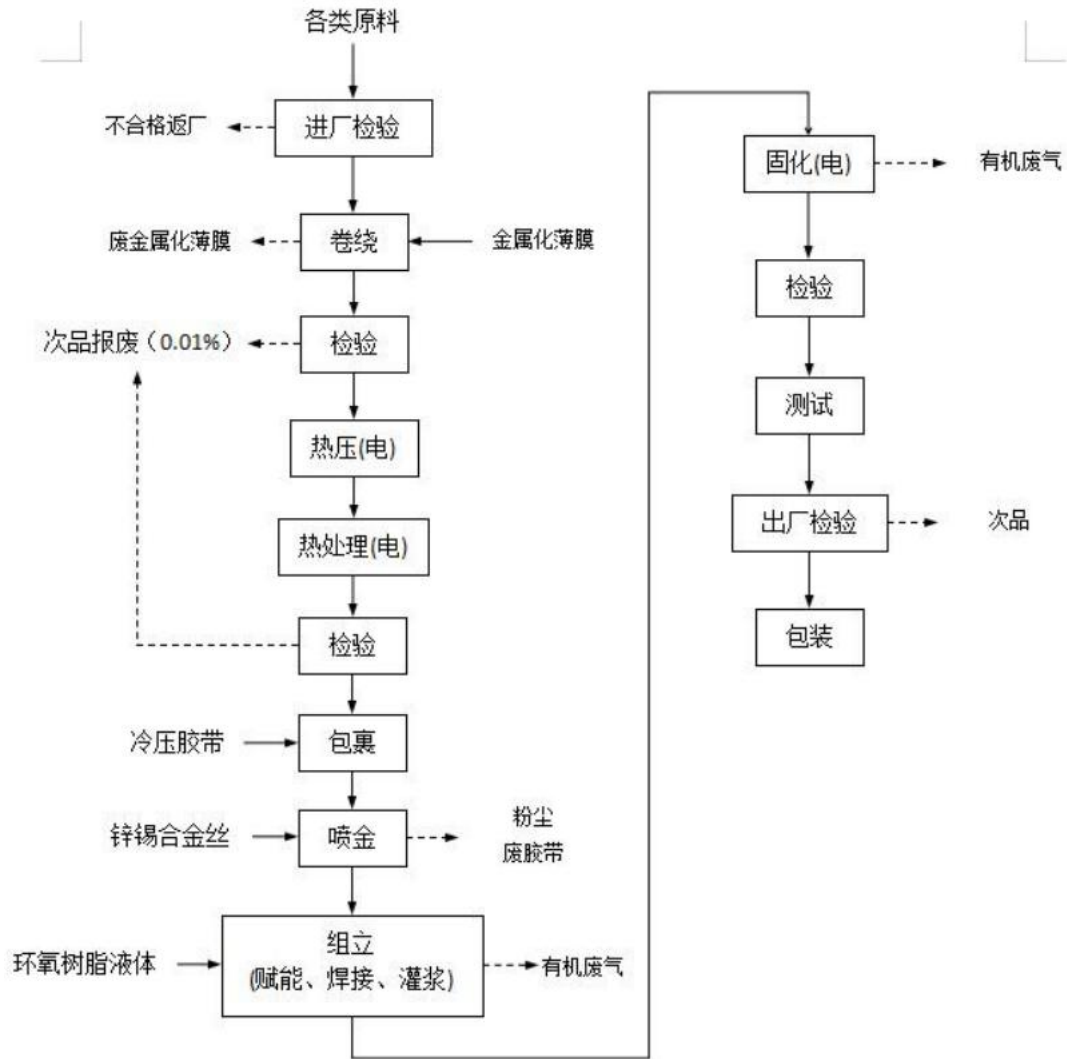 各类原料
不合格返厂
进厂检验
废金属化薄膜
卷绕
金属化薄膜
次品报废（0.01%）
检验
热压(电)
热处理(电)
检验
冷压胶带
包裹
锌锡合金丝
喷金
粉尘
废胶带
环氧树脂液体
组立
(赋能、焊接、灌浆)
有机废气
固化(电)
有机废气
检验
测试
出厂检验
次品
包装